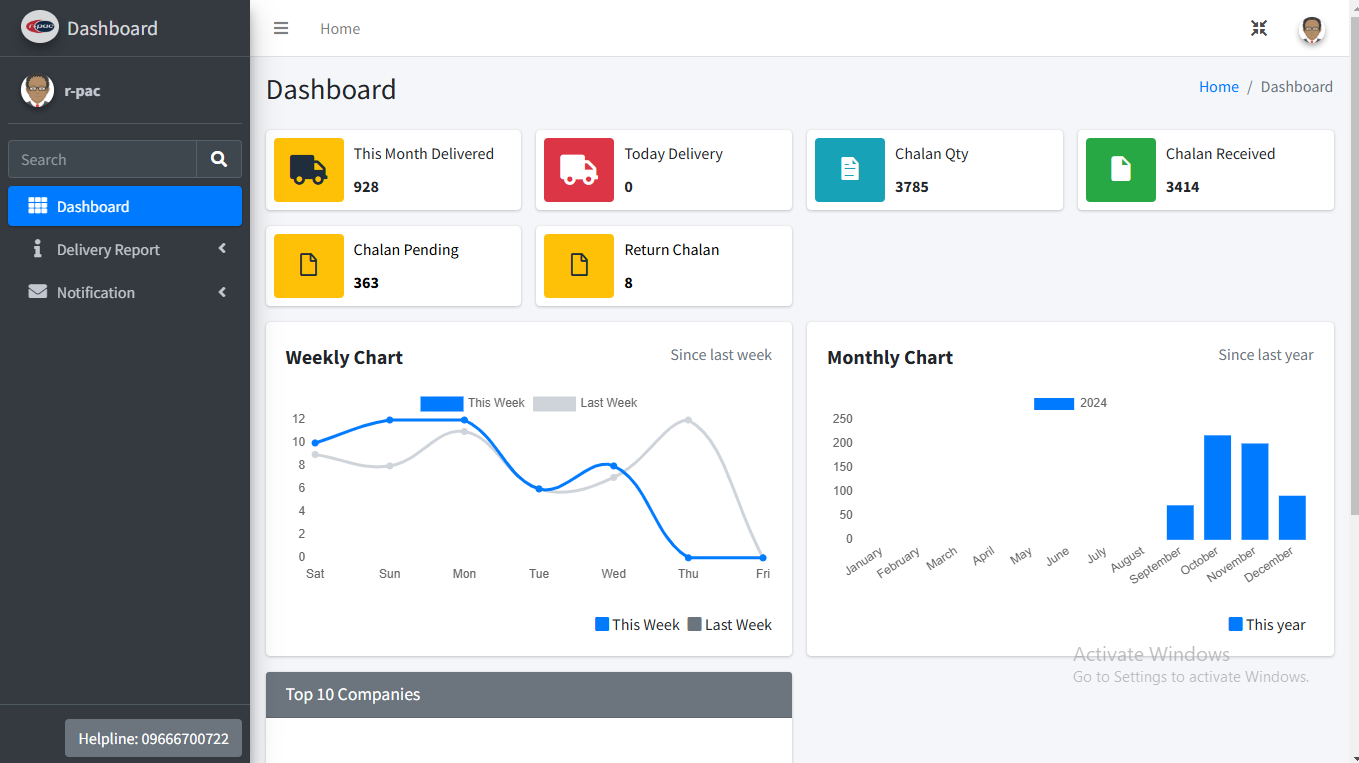 r-pac Dashboard
Home
r-pac
Search
Dashboard
Delivery Report
Notification
Helpline: 09666700722
Dashboard
Home / Dashboard
This Month Delivered
928
Today Delivery
0
Chalan Qty
3785
Chalan Received
3414
Chalan Pending
363
Return Chalan
8
Weekly Chart
Since last week
This Week Last Week
12
10
8
6
4
2
0
Sat Sun Mon Tue Wed Thu Fri
This Week Last Week
Monthly Chart
Since last year
2024
250
200
150
100
50
0
January February March April May June July August September October November December
This year
Activate Windows
Go to Settings to activate Windows.
Top 10 Companies